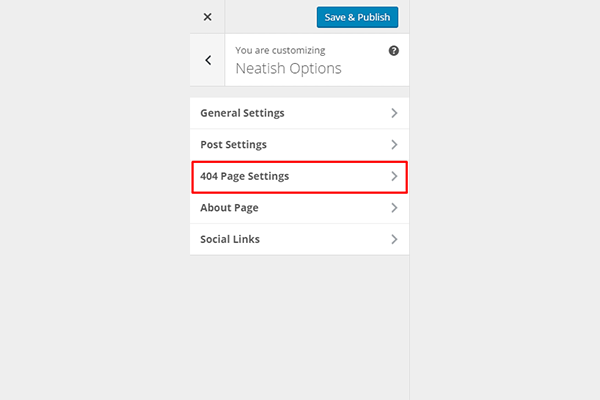 Save & Publish
You are customizing
Neatish Options
General Settings
Post Settings
404 Page Settings
About Page
Social Links